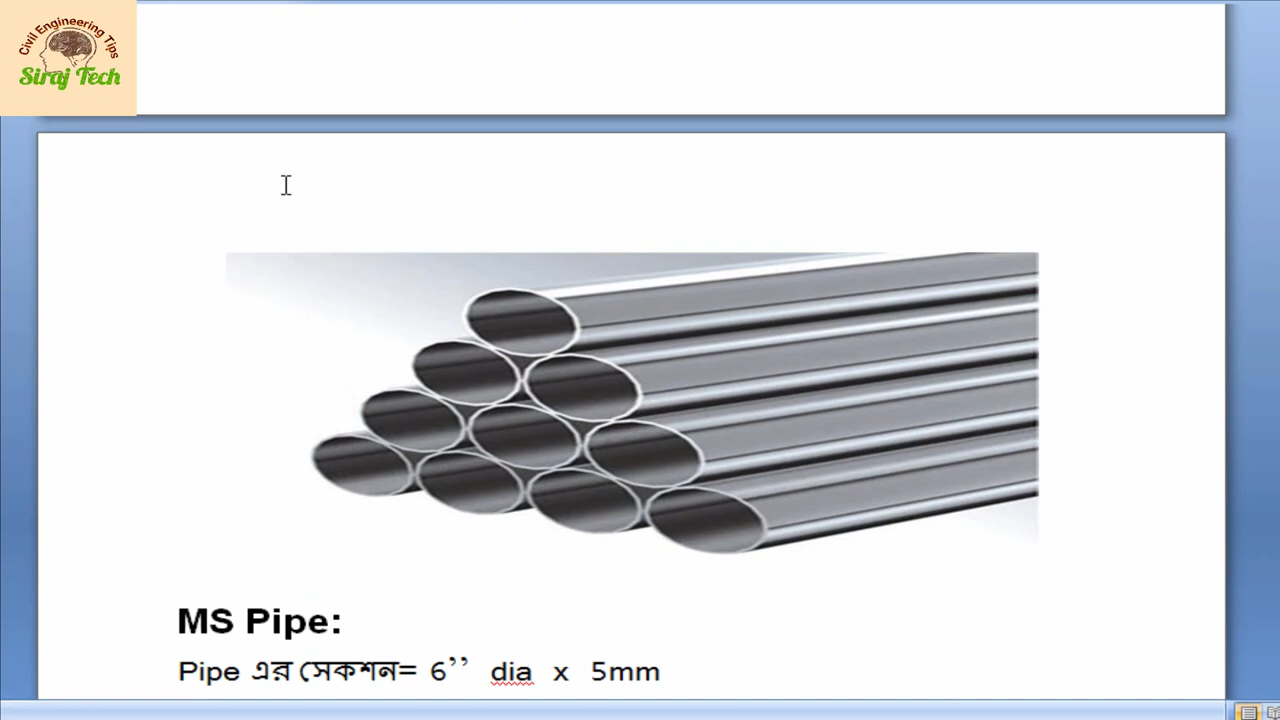 Civil Engineering Tips
Siraj Tech
MS Pipe:
Pipe এর সেকশন= 6’’ dia x 5mm